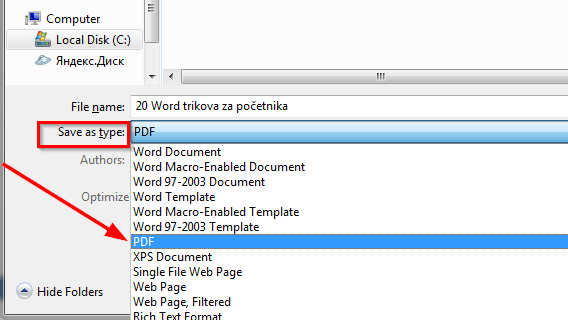 Computer
Local Disk (C:)
Яндекс.Диск
File name: 20 Word trikova za početnika
Save as type: PDF
Word Document
Authors: Word Macro-Enabled Document
Word 97-2003 Document
Optimize Word Template
Word Macro-Enabled Template
Word 97-2003 Template
PDF
XPS Document
Single File Web Page
Hide Folders Web Page
Web Page, Filtered
Rich Text Format